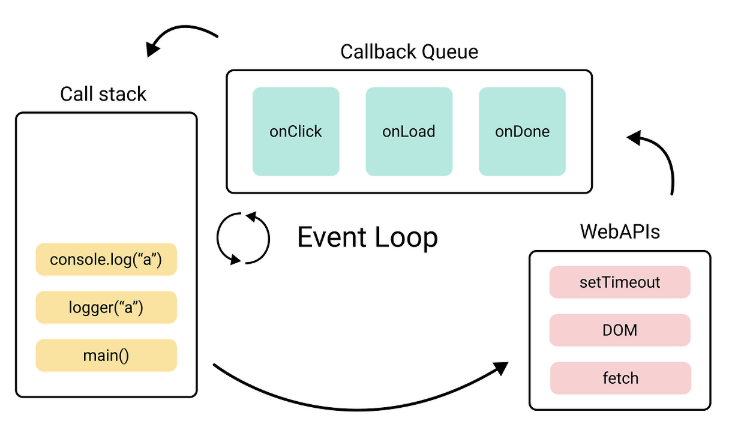 Callback Queue
Call stack
onClick
onLoad
onDone
console.log(“a”)
logger(“a”)
main()
Event Loop
WebAPIs
setTimeout
DOM
fetch